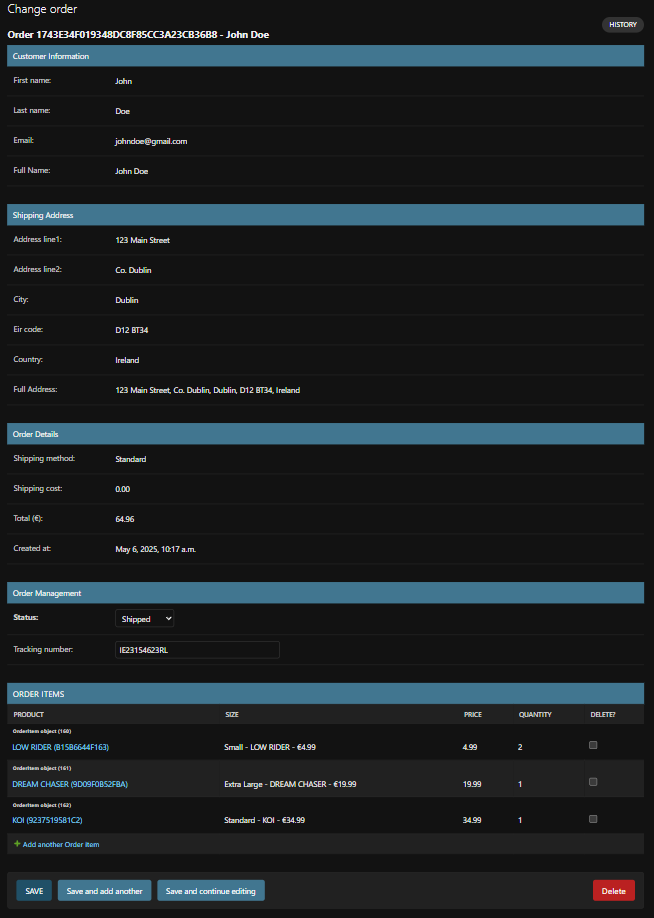 Change order
HISTORY
Order 1743E34F019348DC8F85CC3A23CB36B8 - John Doe
Customer Information
First name: John
Last name: Doe
Email: johndoe@gmail.com
Full Name: John Doe
Shipping Address
Address line1: 123 Main Street
Address line2: Co. Dublin
City: Dublin
Eir code: D12 BT34
Country: Ireland
Full Address: 123 Main Street, Co. Dublin, Dublin, D12 BT34, Ireland
Order Details
Shipping method: Standard
Shipping cost: 0.00
Total (€): 64.96
Created at: May 6, 2025, 10:17 a.m.
Order Management
Status: Shipped
Tracking number: IE23154623RL
ORDER ITEMS
PRODUCT SIZE PRICE QUANTITY DELETE?
OrderItem object (160)
LOW RIDER (B15B6644F163) Small - LOW RIDER - €4.99 4.99 2
OrderItem object (161)
DREAM CHASER (9D09F0B52FBA) Extra Large - DREAM CHASER - €19.99 19.99 1
OrderItem object (162)
KOI (9237519581C2) Standard - KOI - €34.99 34.99 1
+ Add another Order Item
SAVE Save and add another Save and continue editing Delete